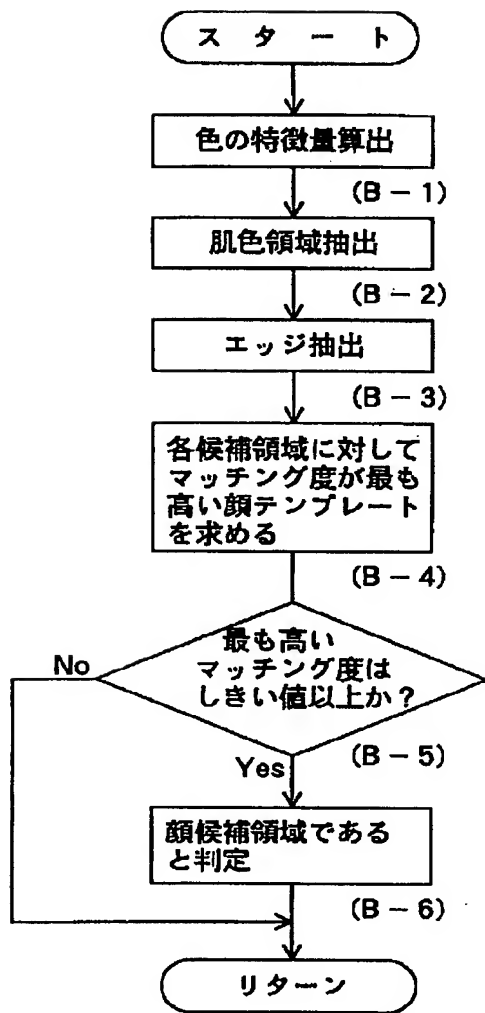 スタート
色の特徴量算出
(B-1)
肌色領域抽出
(B-2)
エッジ抽出
(B-3)
各候補領域に対して
マッチング度が最も
高い顔テンプレート
を求める
(B-4)
最も高い
マッチング度は
しきい値以上か?
No
(B-5)
Yes
顔候補領域である
と判定
(B-6)
リターン